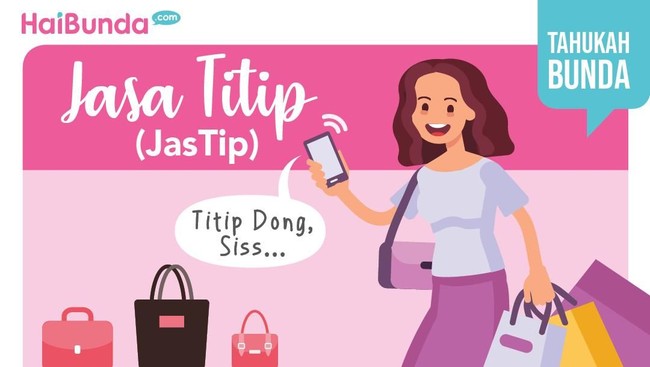 HaiBunda.com
TAHUKAH
BUNDA
Jasa Titip
(JasTip)
Titip Dong,
Siss...